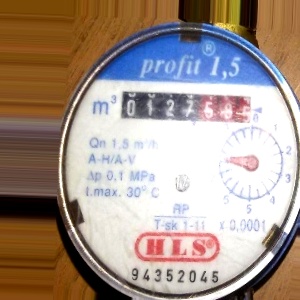 profit® 1,5
m³ 012758
Qn 1,5 m³/h
A-H/A-V
Δp 0,1 MPa
t.max. 30° C
RP
T-sk 1-11 x 0,0001
HLS®
94352045